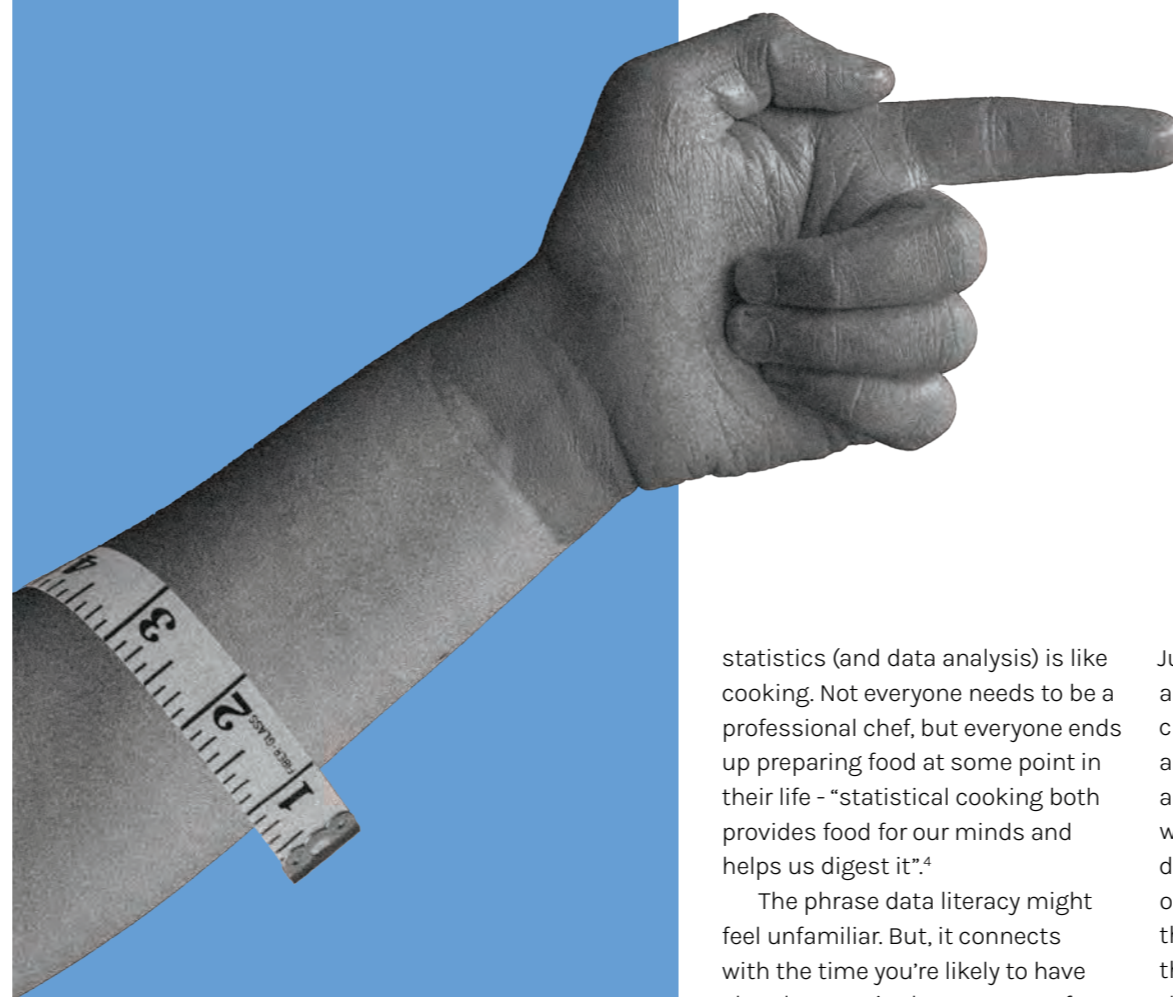 4
3
2
FIBER-GLASS
1
statistics (and data analysis) is like
cooking. Not everyone needs to be a
professional chef, but everyone ends
up preparing food at some point in
their life - “statistical cooking both
provides food for our minds and
helps us digest it”.⁴
The phrase data literacy might
feel unfamiliar. But, it connects
with the time you’re likely to have